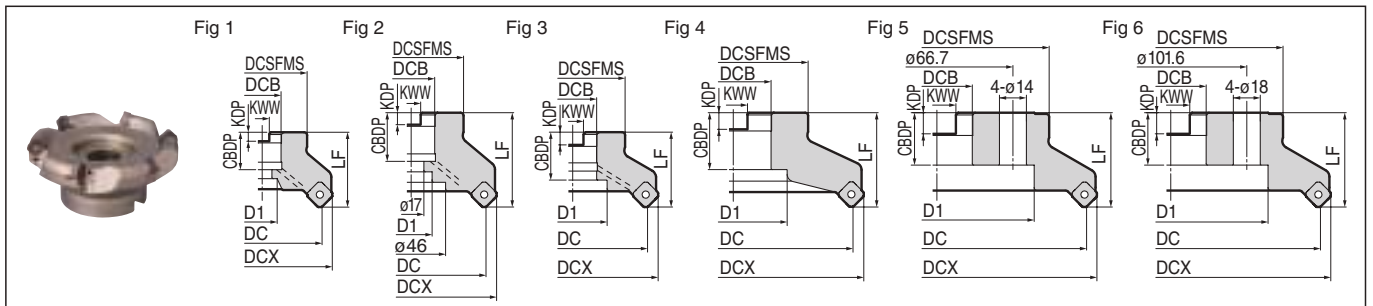 Fig 1
DCSFMS
DCB
KDP
KWW
CBDP
LF
D1
DC
DCX
Fig 2
DCSFMS
DCB
KDP
KWW
CBDP
LF
ø17
D1
ø46
DC
DCX
Fig 3
DCSFMS
DCB
KDP
KWW
CBDP
LF
D1
DC
DCX
Fig 4
DCSFMS
DCB
KDP
KWW
CBDP
LF
D1
DC
DCX
Fig 5
DCSFMS
ø66.7
DCB
4-ø14
KDP
KWW
CBDP
LF
D1
DC
DCX
Fig 6
DCSFMS
ø101.6
DCB
4-ø18
KDP
KWW
CBDP
LF
D1
DC
DCX